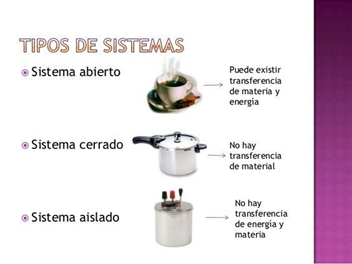 TIPOS DE SISTEMAS
Sistema abierto
Puede existir
transferencia
de materia y
energía
Sistema cerrado
No hay
transferencia
de material
Sistema aislado
No hay
transferencia
de energía y
materia